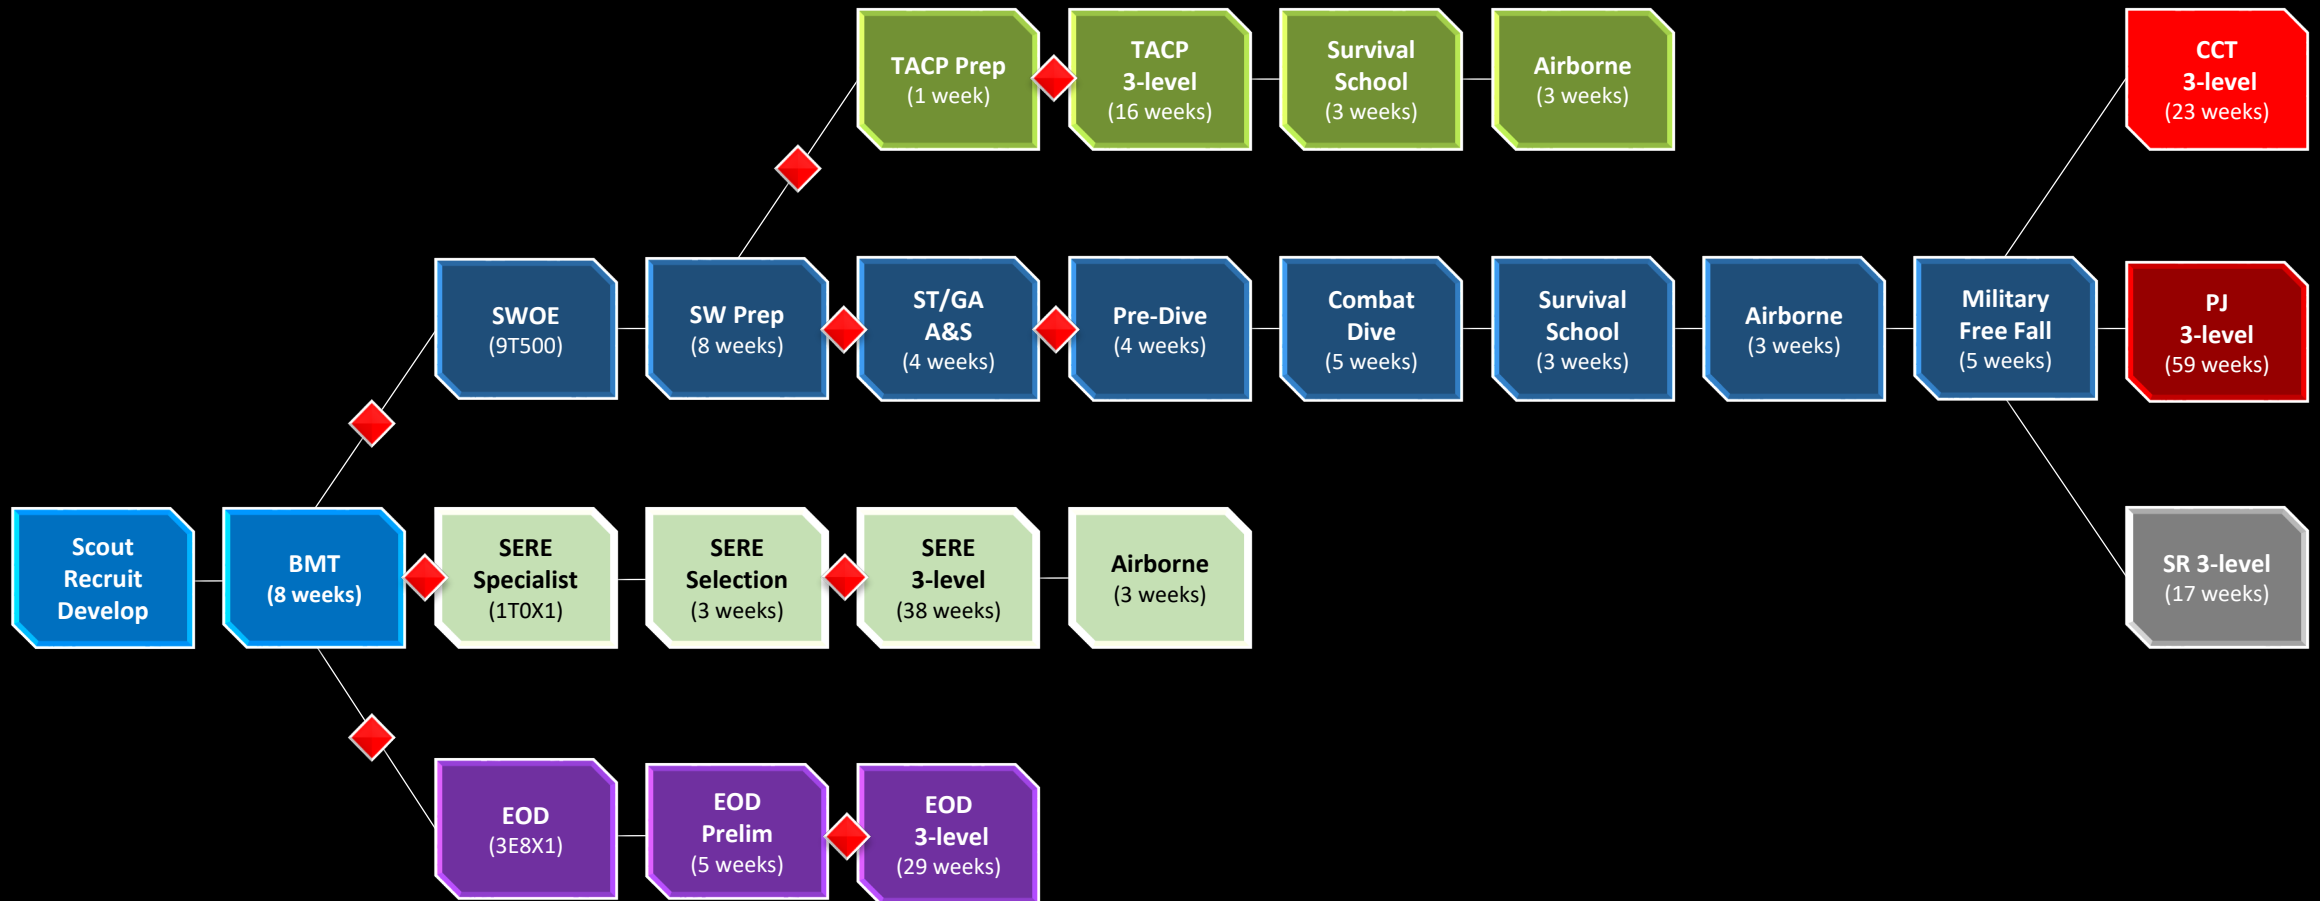 TACP Prep
(1 week)
TACP
3-level
(16 weeks)
Survival
School
(3 weeks)
Airborne
(3 weeks)
CCT
3-level
(23 weeks)
SWOE
(9T500)
SW Prep
(8 weeks)
ST/GA
A&S
(4 weeks)
Pre-Dive
(4 weeks)
Combat
Dive
(5 weeks)
Survival
School
(3 weeks)
Airborne
(3 weeks)
Military
Free Fall
(5 weeks)
PJ
3-level
(59 weeks)
Scout
Recruit
Develop
BMT
(8 weeks)
SERE
Specialist
(1T0X1)
SERE
Selection
(3 weeks)
SERE
3-level
(38 weeks)
Airborne
(3 weeks)
SR 3-level
(17 weeks)
EOD
(3E8X1)
EOD
Prelim
(5 weeks)
EOD
3-level
(29 weeks)